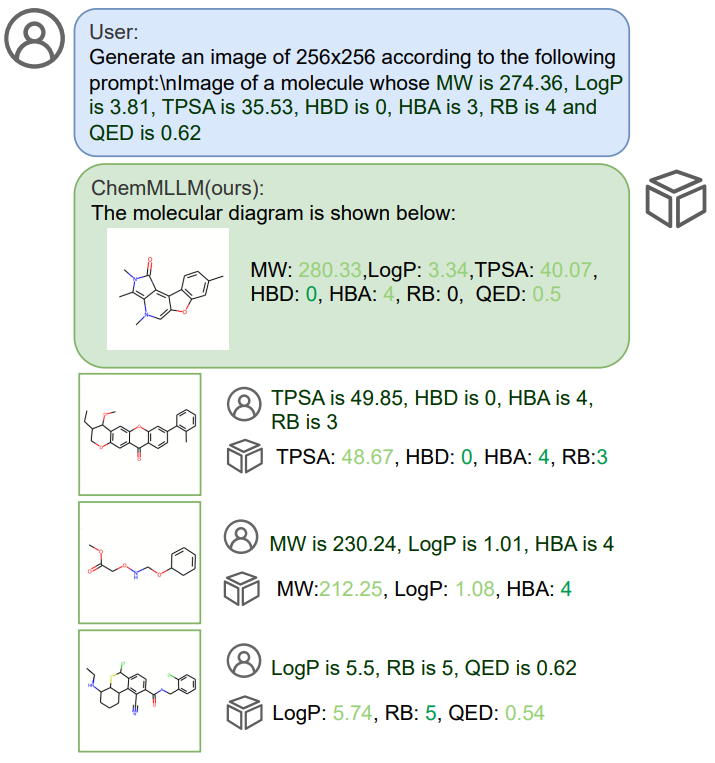 User:
Generate an image of 256x256 according to the following
prompt:\nImage of a molecule whose MW is 274.36, LogP
is 3.81, TPSA is 35.53, HBD is 0, HBA is 3, RB is 4 and
QED is 0.62
ChemMLLM(ours):
The molecular diagram is shown below:
MW: 280.33,LogP: 3.34,TPSA: 40.07,
HBD: 0, HBA: 4, RB: 0, QED: 0.5
TPSA is 49.85, HBD is 0, HBA is 4,
RB is 3
TPSA: 48.67, HBD: 0, HBA: 4, RB:3
MW is 230.24, LogP is 1.01, HBA is 4
MW:212.25, LogP: 1.08, HBA: 4
LogP is 5.5, RB is 5, QED is 0.62
LogP: 5.74, RB: 5, QED: 0.54